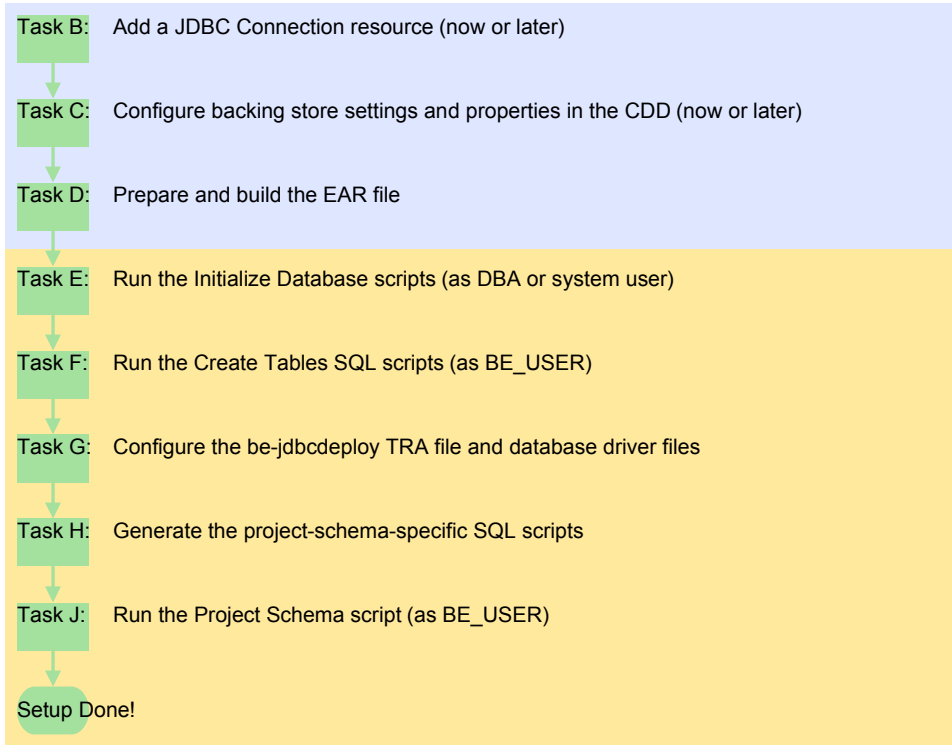 Task B: Add a JDBC Connection resource (now or later)
Task C: Configure backing store settings and properties in the CDD (now or later)
Task D: Prepare and build the EAR file
Task E: Run the Initialize Database scripts (as DBA or system user)
Task F: Run the Create Tables SQL scripts (as BE_USER)
Task G: Configure the be-jdbcdeploy TRA file and database driver files
Task H: Generate the project-schema-specific SQL scripts
Task J: Run the Project Schema script (as BE_USER)
Setup Done!